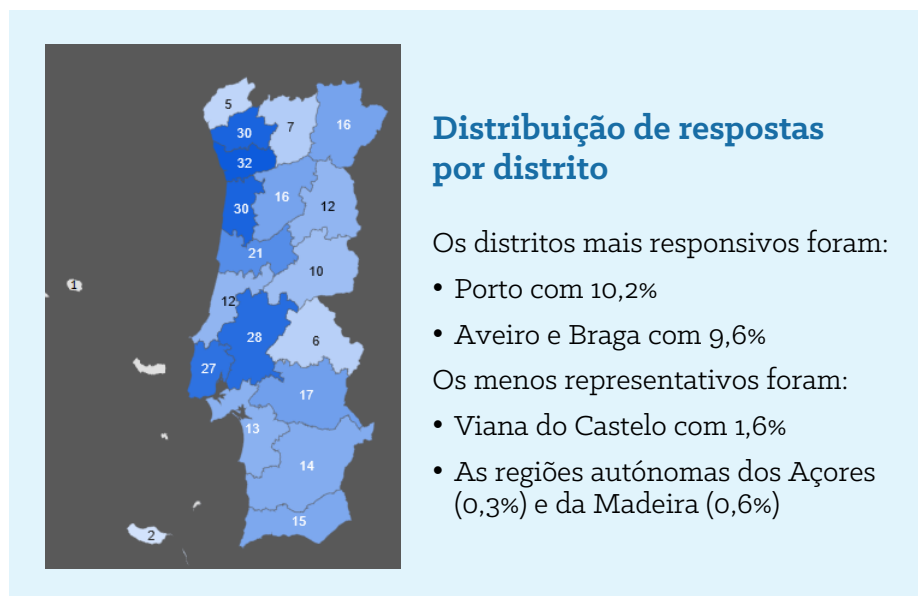 5
7
16
30
32
30
16
12
21
10
1
12
28
6
27
17
13
14
15
2
Distribuição de respostas
por distrito
Os distritos mais responsivos foram:
• Porto com 10,2%
• Aveiro e Braga com 9,6%
Os menos representativos foram:
• Viana do Castelo com 1,6%
• As regiões autónomas dos Açores
(0,3%) e da Madeira (0,6%)